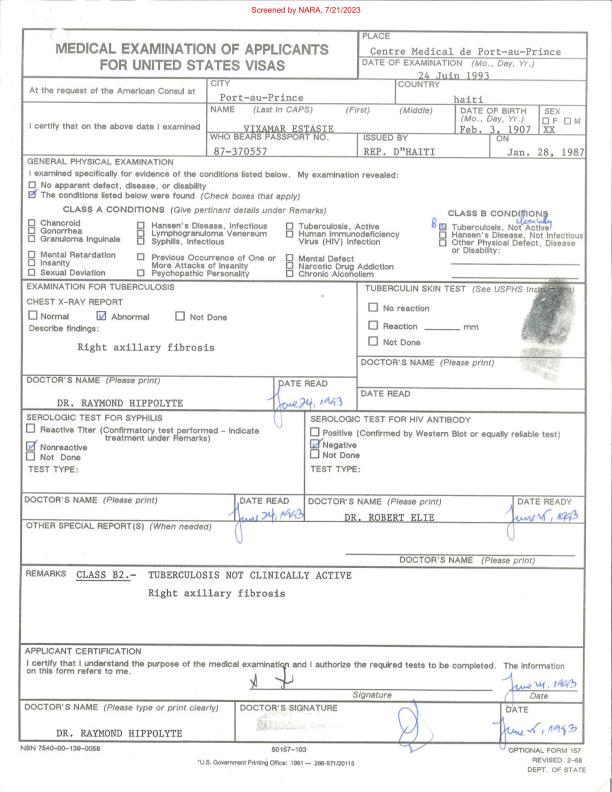 Screened by NARA, 7/21/2023
MEDICAL EXAMINATION OF APPLICANTS
FOR UNITED STATES VISAS
PLACE
Centre Medical de Port-au-Prince
DATE OF EXAMINATION (Mo., Day, Yr.)
24 Juin 1993
At the request of the American Consul at
CITY
Port-au-Prince
COUNTRY
haiti
I certify that on the above date I examined
NAME (Last in CAPS) (First) (Middle)
VIXAMAR ESTASIE
DATE OF BIRTH
(Mo., Day, Yr.)
Feb. 3, 1907
SEX
F M
XX
WHO BEARS PASSPORT NO.
87-370557
ISSUED BY
REP. D"HAITI
ON
Jan. 28, 1987
GENERAL PHYSICAL EXAMINATION
I examined specifically for evidence of the conditions listed below. My examination revealed:
No apparent defect, disease, or disability
The conditions listed below were found (Check boxes that apply)
CLASS A CONDITIONS (Give pertinent details under Remarks)
Chancroid
Gonorrhea
Granuloma Inguinale
Mental Retardation
Insanity
Sexual Deviation
Hansen's Disease, Infectious
Lymphogranuloma Venereum
Syphilis, Infectious
Previous Occurrence of One or
More Attacks of Insanity
Psychopathic Personality
Tuberculosis, Active
Human Immunodeficiency
Virus (HIV) Infection
Mental Defect
Narcotic Drug Addiction
Chronic Alcoholism
CLASS B CONDITIONS
clinically
B Tuberculosis, Not Active
Hansen's Disease, Not Infectious
Other Physical Defect, Disease
or Disability:
EXAMINATION FOR TUBERCULOSIS
CHEST X-RAY REPORT
Normal Abnormal Not Done
Describe findings:
Right axillary fibrosis
DOCTOR'S NAME (Please print)
DR. RAYMOND HIPPOLYTE
DATE READ
June 24, 1993
TUBERCULIN SKIN TEST (See USPHS Instructions)
No reaction
Reaction mm
Not Done
DOCTOR'S NAME (Please print)
DATE READ
SEROLOGIC TEST FOR SYPHILIS
Reactive Titer (Confirmatory test performed – Indicate
treatment under Remarks)
Nonreactive
Not Done
TEST TYPE:
SEROLOGIC TEST FOR HIV ANTIBODY
Positive (Confirmed by Western Blot or equally reliable test)
Negative
Not Done
TEST TYPE:
DOCTOR'S NAME (Please print)
DATE READ
June 24, 1993
DOCTOR'S NAME (Please print)
DR. ROBERT ELIE
DATE READY
June 25, 1993
OTHER SPECIAL REPORT(S) (When needed)
DOCTOR'S NAME (Please print)
REMARKS CLASS B2.- TUBERCULOSIS NOT CLINICALLY ACTIVE
Right axillary fibrosis
APPLICANT CERTIFICATION
I certify that I understand the purpose of the medical examination and I authorize the required tests to be completed. The information
on this form refers to me.
June 24, 1993
Signature Date
DOCTOR'S NAME (Please type or print clearly)
DR. RAYMOND HIPPOLYTE
DOCTOR'S SIGNATURE
DATE
June 25, 1993
NSN 7540-00-139-0058
50157-103
OPTIONAL FORM 157
REVISED 2-88
DEPT. OF STATE
*U.S. Government Printing Office: 1991 — 296-971/20115